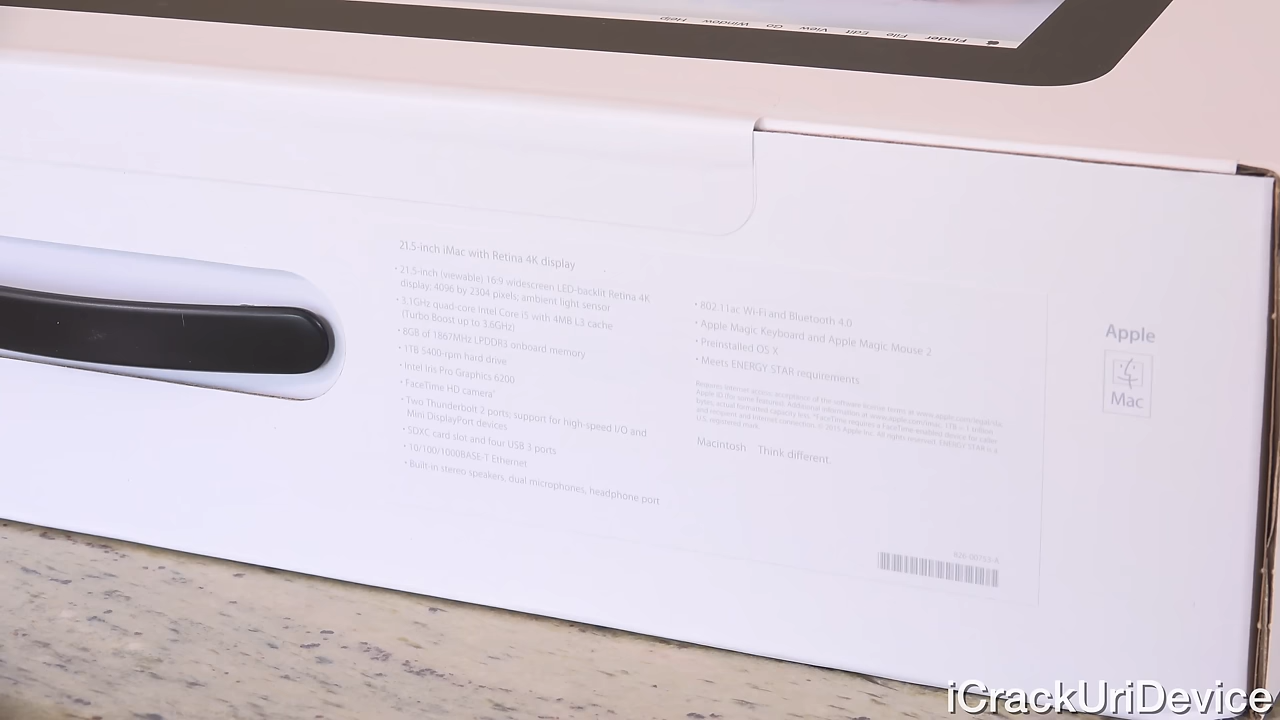 Finder File Edit View Go Window Help
21.5-inch iMac with Retina 4K display
• 21.5-inch (viewable) 16:9 widescreen LED-backlit Retina 4K
display; 4096 by 2304 pixels; ambient light sensor
• 3.1GHz quad-core Intel Core i5 with 4MB L3 cache
(Turbo Boost up to 3.6GHz)
• 8GB of 1867MHz LPDDR3 onboard memory
• 1TB 5400-rpm hard drive
• Intel Iris Pro Graphics 6200
• FaceTime HD camera*
• Two Thunderbolt 2 ports; support for high-speed I/O and
Mini DisplayPort devices
• SDXC card slot and four USB 3 ports
• 10/100/1000BASE-T Ethernet
• Built-in stereo speakers, dual microphones, headphone port
• 802.11ac Wi-Fi and Bluetooth 4.0
• Apple Magic Keyboard and Apple Magic Mouse 2
• Preinstalled OS X
• Meets ENERGY STAR requirements
Macintosh Think different.
Apple
Mac
iCrackUriDevice